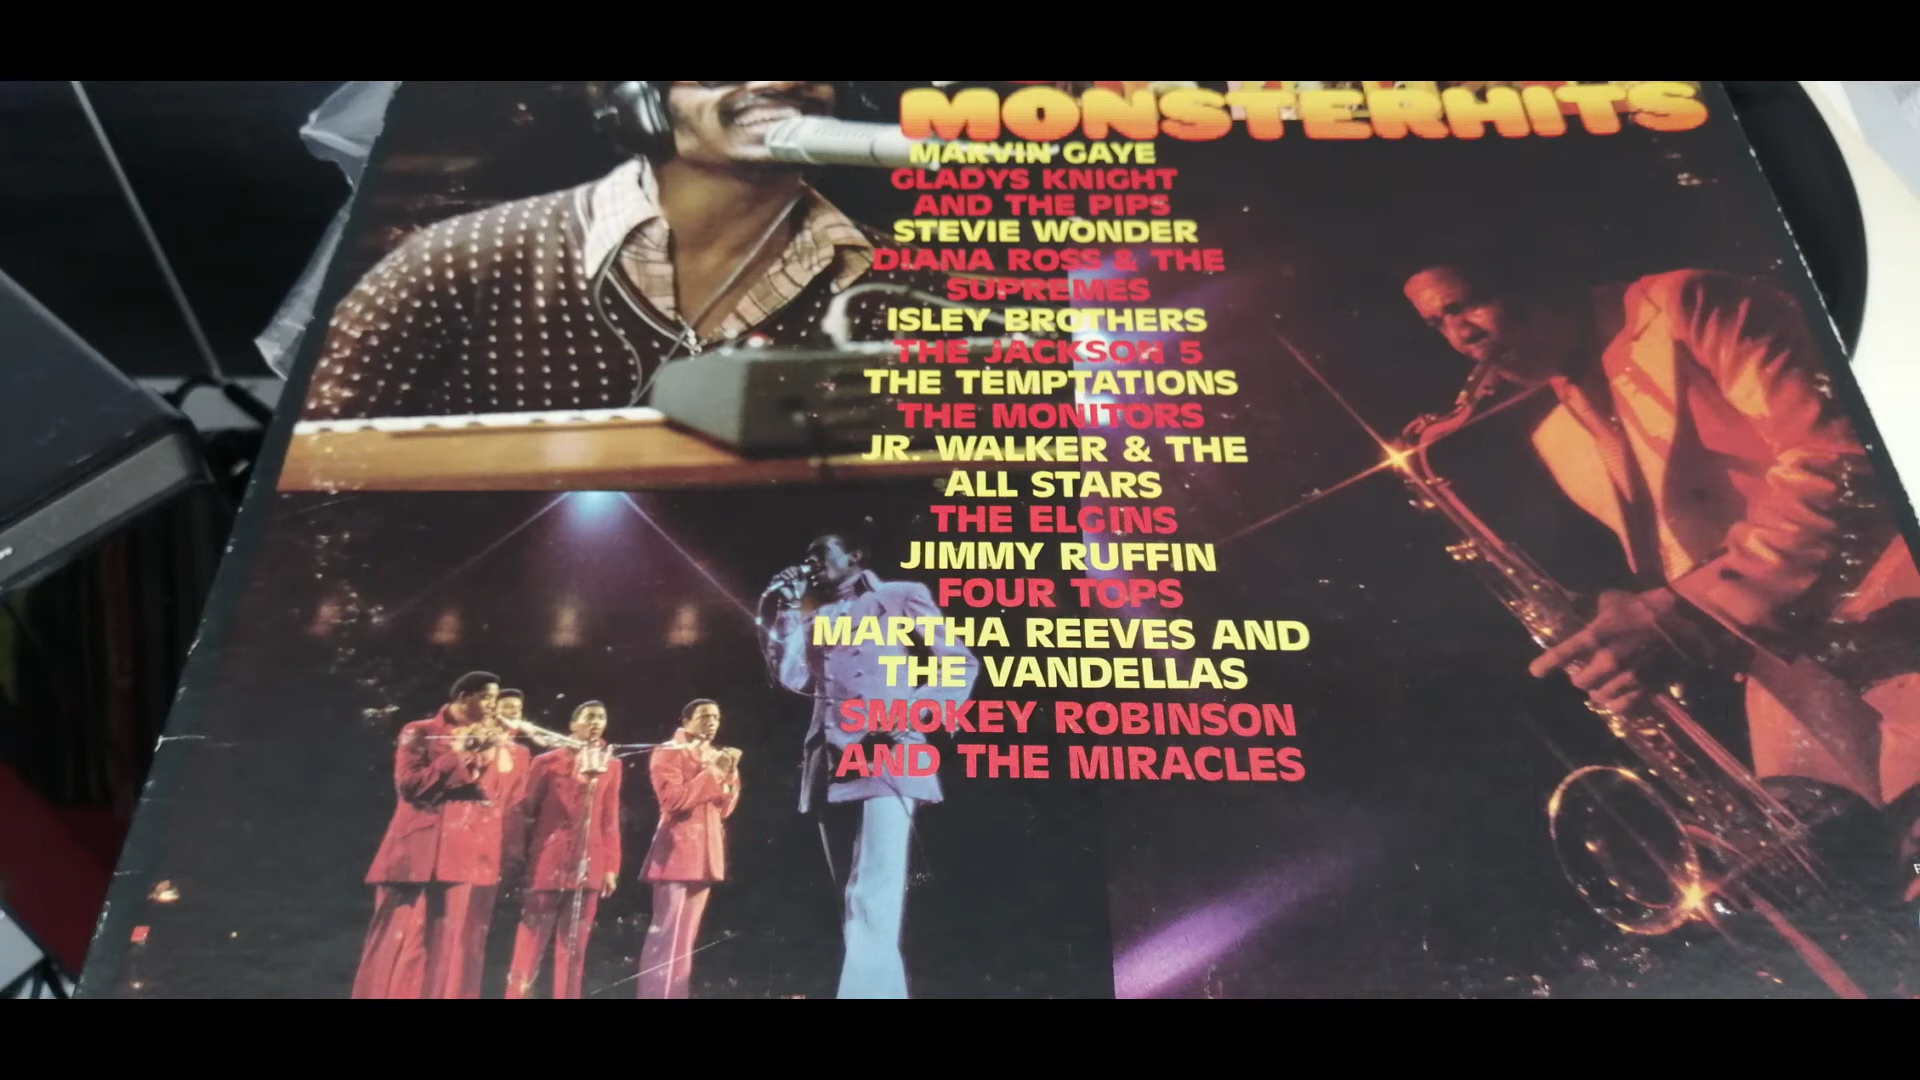 MONSTERHITS
MARVIN GAYE
GLADYS KNIGHT
AND THE PIPS
STEVIE WONDER
DIANA ROSS & THE
SUPREMES
ISLEY BROTHERS
THE JACKSON 5
THE TEMPTATIONS
THE MONITORS
JR. WALKER & THE
ALL STARS
THE ELGINS
JIMMY RUFFIN
FOUR TOPS
MARTHA REEVES AND
THE VANDELLAS
SMOKEY ROBINSON
AND THE MIRACLES